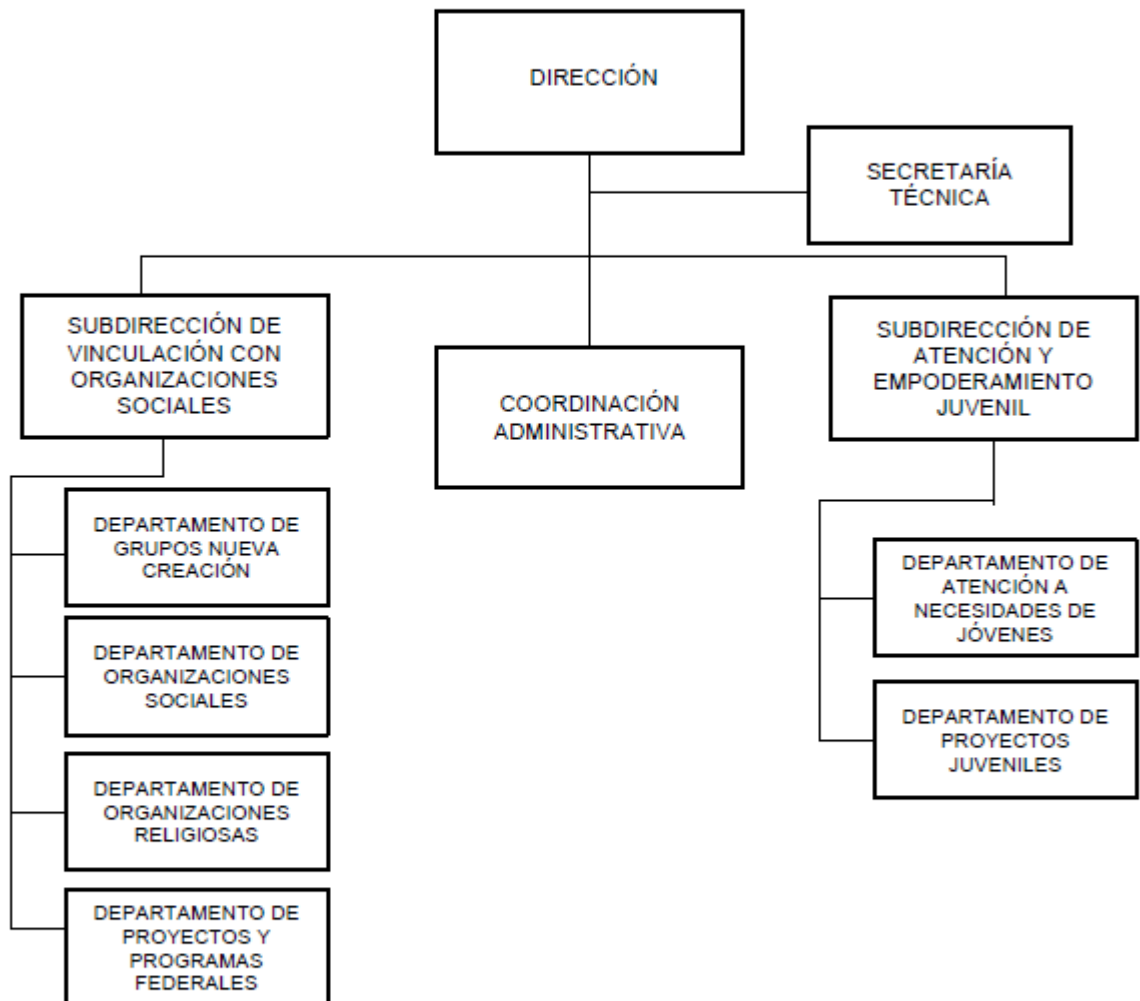 DIRECCIÓN
SECRETARÍA
TÉCNICA
SUBDIRECCIÓN DE
VINCULACIÓN CON
ORGANIZACIONES
SOCIALES
COORDINACIÓN
ADMINISTRATIVA
SUBDIRECCIÓN DE
ATENCIÓN Y
EMPODERAMIENTO
JUVENIL
DEPARTAMENTO DE
GRUPOS NUEVA
CREACIÓN
DEPARTAMENTO DE
ORGANIZACIONES
SOCIALES
DEPARTAMENTO DE
ORGANIZACIONES
RELIGIOSAS
DEPARTAMENTO DE
PROYECTOS Y
PROGRAMAS
FEDERALES
DEPARTAMENTO DE
ATENCIÓN A
NECESIDADES DE
JÓVENES
DEPARTAMENTO DE
PROYECTOS
JUVENILES